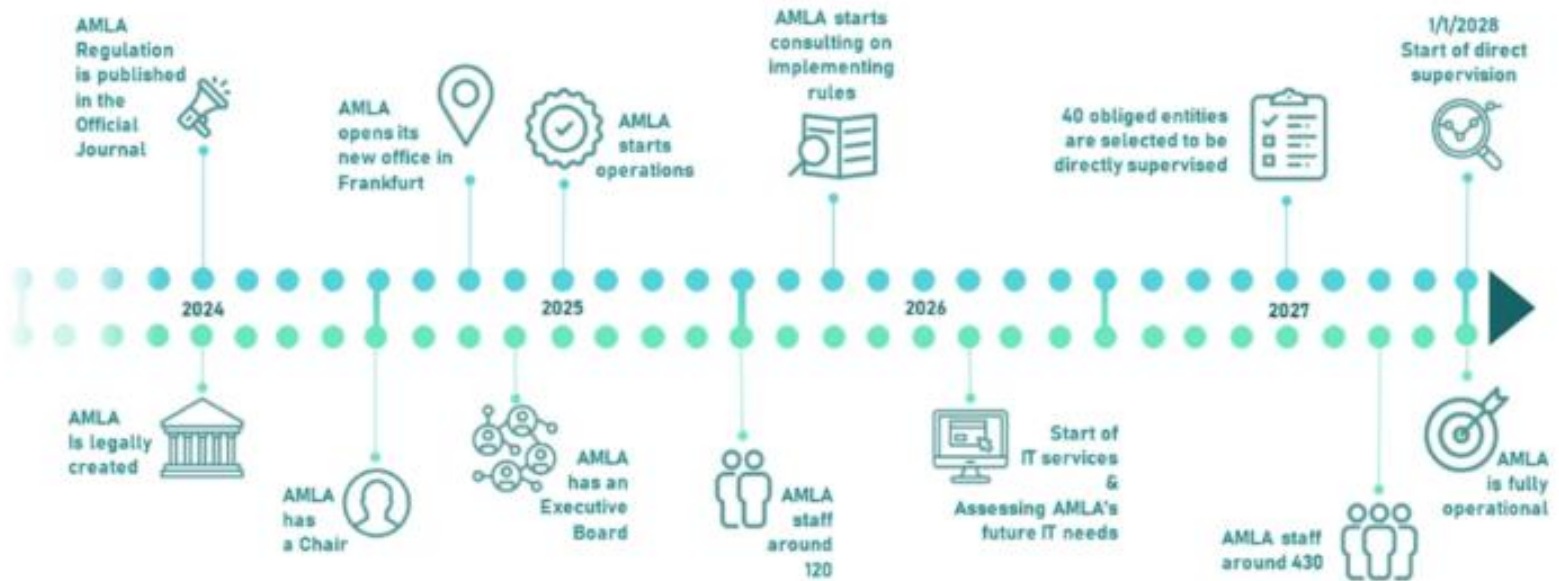 AMLA
Regulation
is published
in the
Official
Journal
AMLA
opens its
new office in
Frankfurt
AMLA
starts
operations
AMLA starts
consulting on
implementing
rules
40 obliged entities
are selected to be
directly supervised
1/1/2028
Start of direct
supervision
2024
2025
2026
2027
AMLA
Is legally
created
AMLA
has
a Chair
AMLA
has an
Executive
Board
AMLA
staff
around
120
Start of
IT services
&
Assessing AMLA's
future IT needs
AMLA staff
around 430
AMLA
is fully
operational